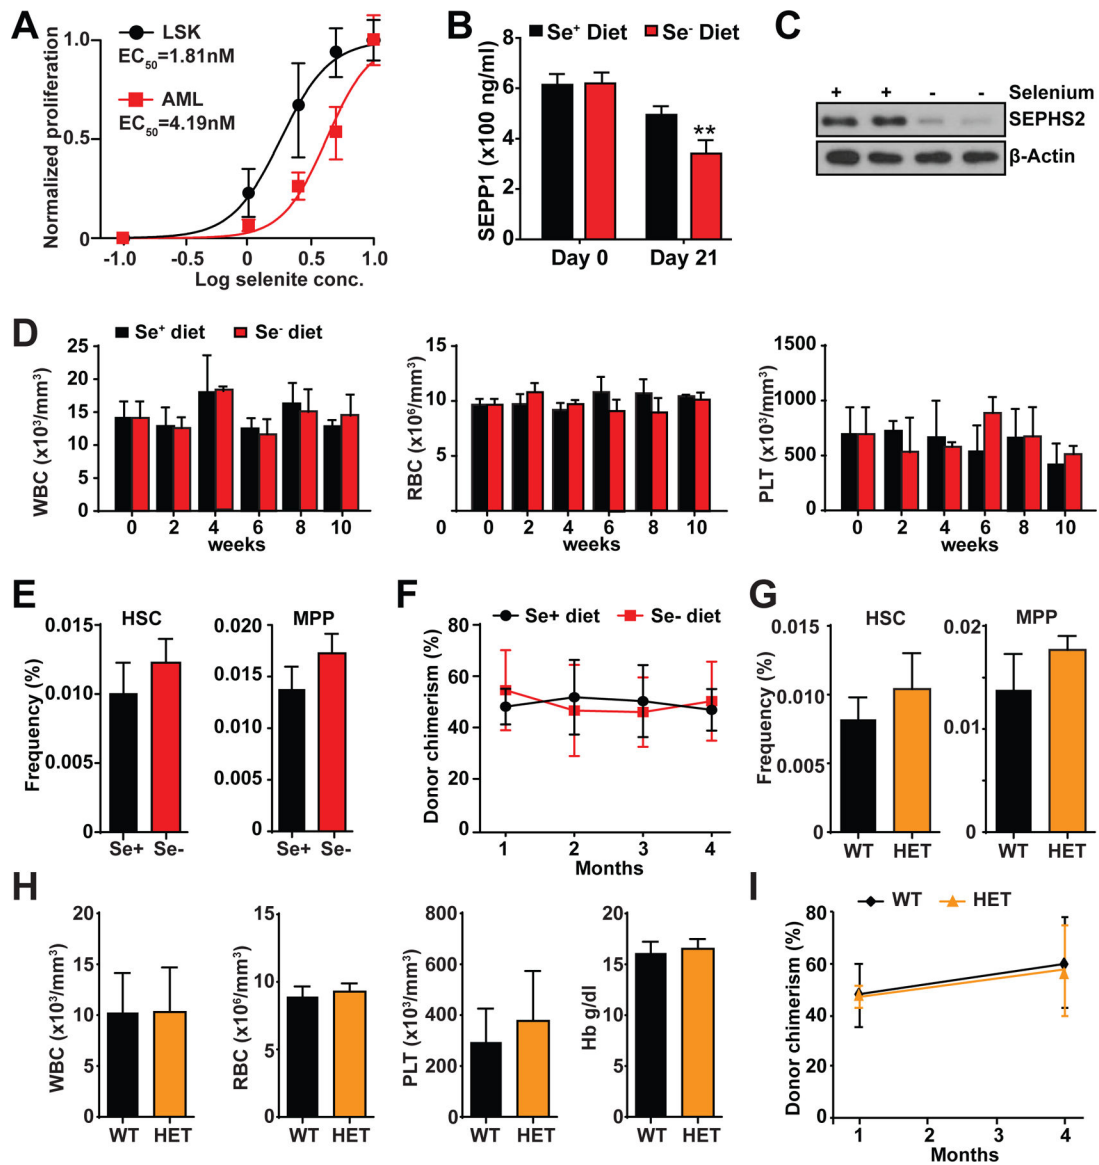 A
LSK
EC50=1.81nM
AML
EC50=4.19nM
Normalized proliferation
1.0
0.5
0
-1.0 -0.5 0 0.5 1.0
Log selenite conc.
B
Se+ Diet Se- Diet
SEPP1 (x100 ng/ml)
8
6
4
2
0
**
Day 0 Day 21
C
+ + - - Selenium
SEPHS2
β-Actin
D
Se+ diet Se- diet
WBC (x10³/mm³)
25
20
15
10
5
0
0 2 4 6 8 10
weeks
RBC (x10⁶/mm³)
15
10
5
0
0 2 4 6 8 10
weeks
PLT (x10³/mm³)
1500
1000
500
0
0 2 4 6 8 10
weeks
E
HSC
Frequency (%)
0.015
0.010
0.005
0
Se+ Se-
MPP
0.020
0.015
0.010
0.005
0
Se+ Se-
F
Se+ diet Se- diet
Donor chimerism (%)
80
60
40
20
0
1 2 3 4
Months
G
HSC
Frequency (%)
0.015
0.010
0.005
0
WT HET
MPP
0.02
0.01
0
WT HET
H
WBC (x10³/mm³)
20
15
10
5
0
WT HET
RBC (x10⁶/mm³)
15
10
5
0
WT HET
PLT (x10³/mm³)
800
600
400
200
0
WT HET
Hb g/dl
20
15
10
5
0
WT HET
I
WT HET
Donor chimerism (%)
80
60
40
20
0
1 2 3 4
Months